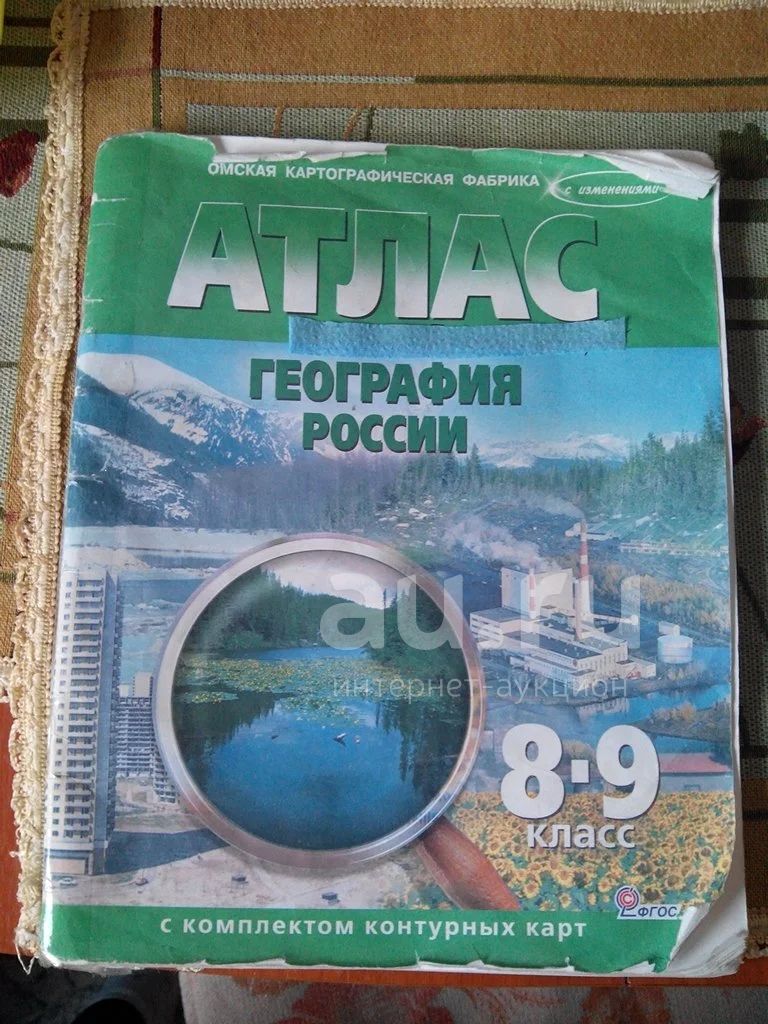 ОМСКАЯ КАРТОГРАФИЧЕСКАЯ ФАБРИКА
с изменениями
АТЛАС
ГЕОГРАФИЯ
РОССИИ
au.ru
интернет-аукцион
8-9
класс
ФГОС
с комплектом контурных карт